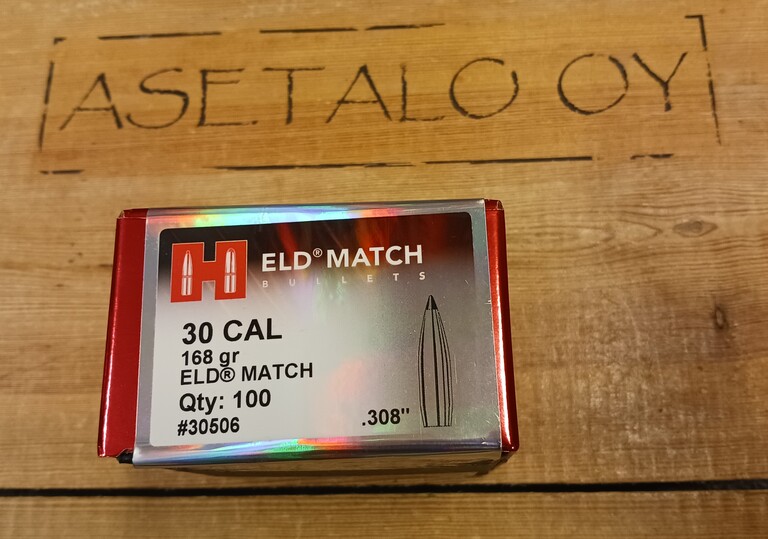 ASETALO OY
H
ELD® MATCH
BULLETS
30 CAL
168 gr
ELD® MATCH
Qty: 100
#30506
.308"